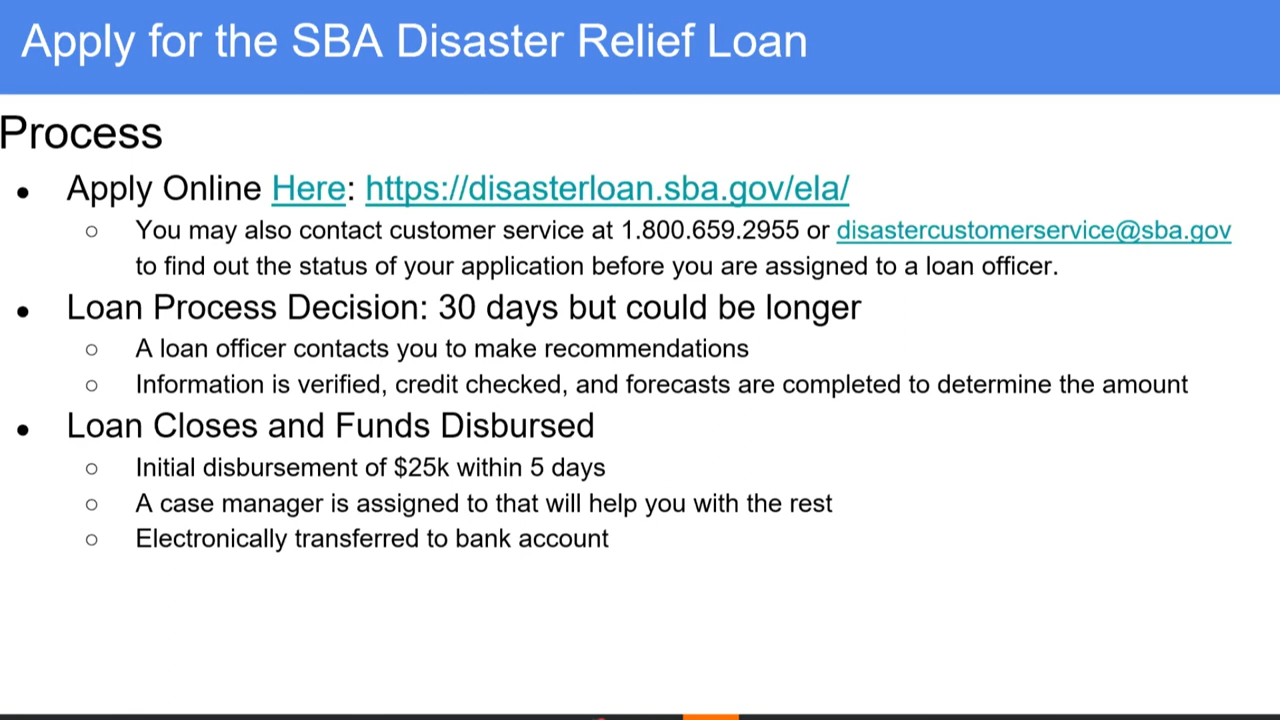 Apply for the SBA Disaster Relief Loan
Process
● Apply Online Here: https://disasterloan.sba.gov/ela/
○ You may also contact customer service at 1.800.659.2955 or disastercustomerservice@sba.gov
to find out the status of your application before you are assigned to a loan officer.
● Loan Process Decision: 30 days but could be longer
○ A loan officer contacts you to make recommendations
○ Information is verified, credit checked, and forecasts are completed to determine the amount
● Loan Closes and Funds Disbursed
○ Initial disbursement of $25k within 5 days
○ A case manager is assigned to that will help you with the rest
○ Electronically transferred to bank account